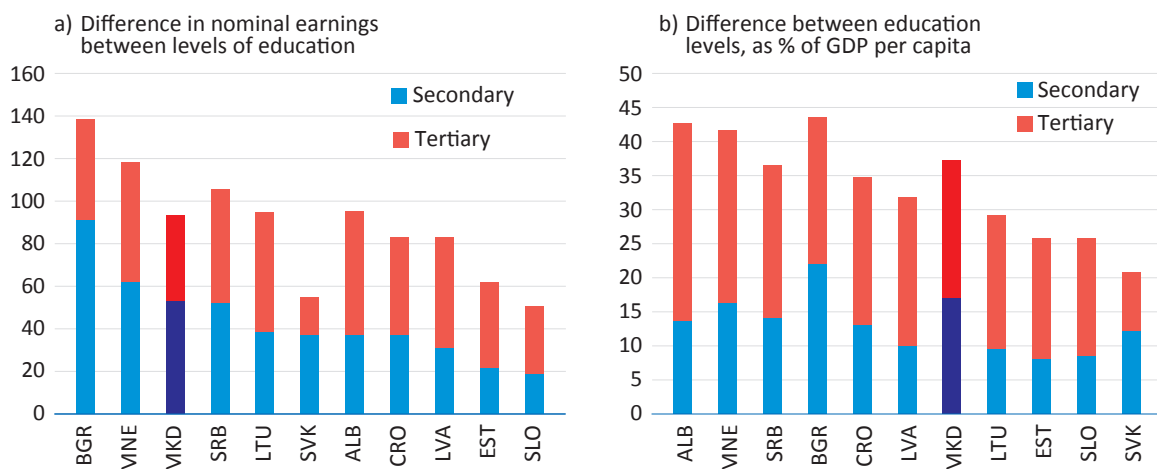 a) Difference in nominal earnings
between levels of education
160
140
120
100
80
60
40
20
0
Secondary
Tertiary
BGR
MNE
MKD
SRB
LTU
SVK
ALB
CRO
LVA
EST
SLO
b) Difference between education
levels, as % of GDP per capita
50
45
40
35
30
25
20
15
10
5
0
Secondary
Tertiary
ALB
MNE
SRB
BGR
CRO
LVA
MKD
LTU
EST
SLO
SVK